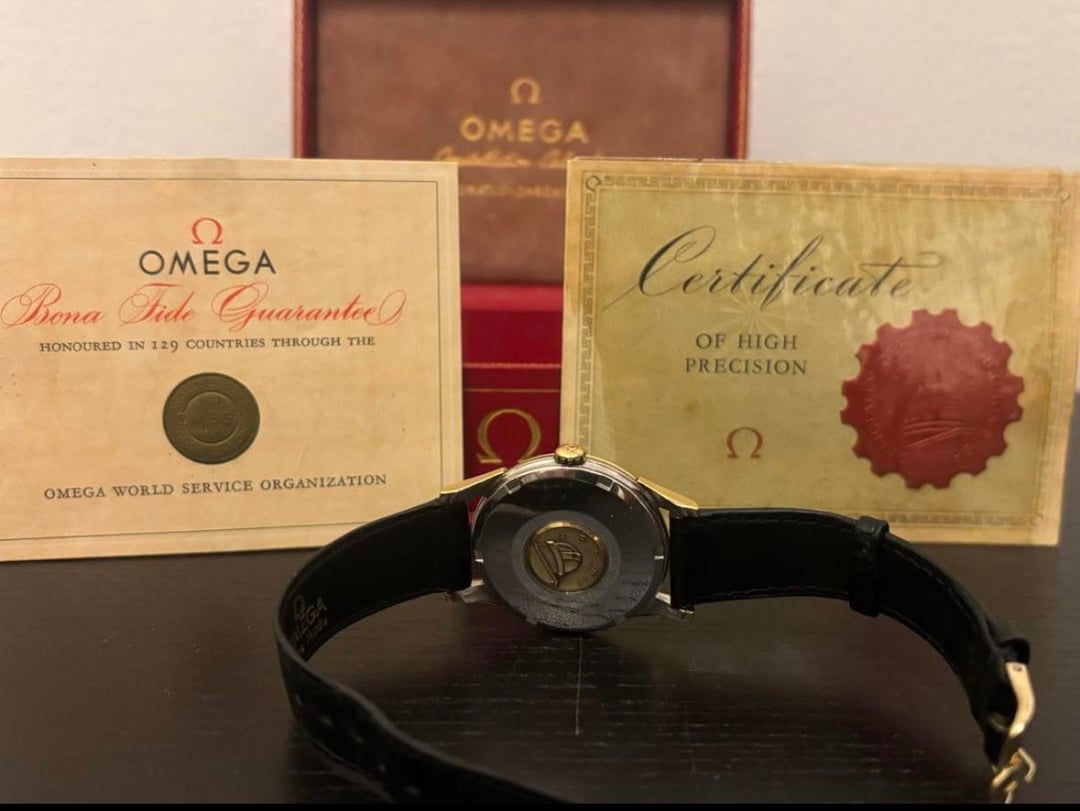 Ω
OMEGA
Ω
OMEGA
Bona Fide Guarantee
HONOURED IN 129 COUNTRIES THROUGH THE
OMEGA WORLD SERVICE ORGANIZATION
Certificate
OF HIGH
PRECISION
Ω
Ω
Ω
OMEGA